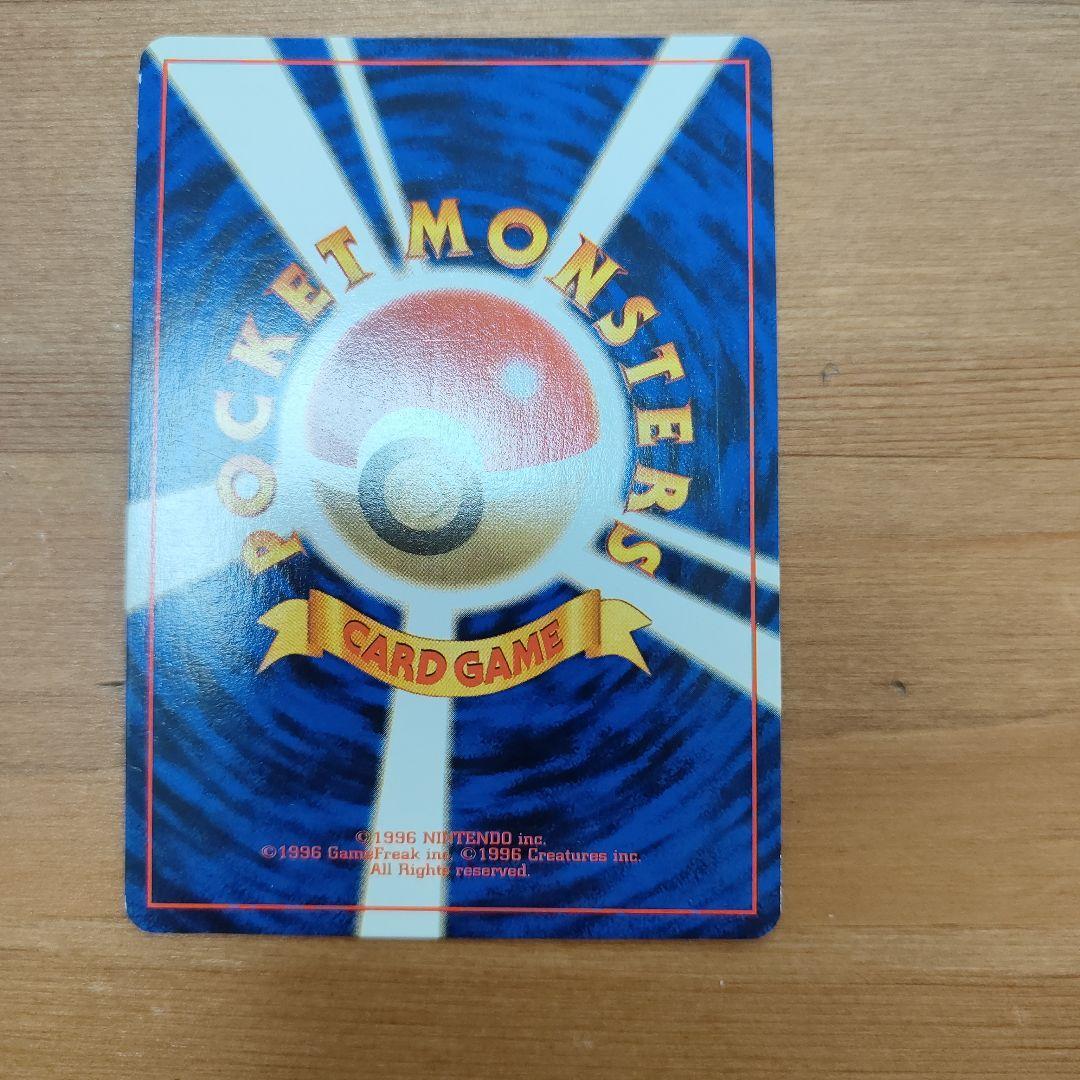 POCKET MONSTERS
CARD GAME
©1996 NINTENDO inc.
©1996 GameFreak inc. ©1996 Creatures inc.
All Rights reserved.